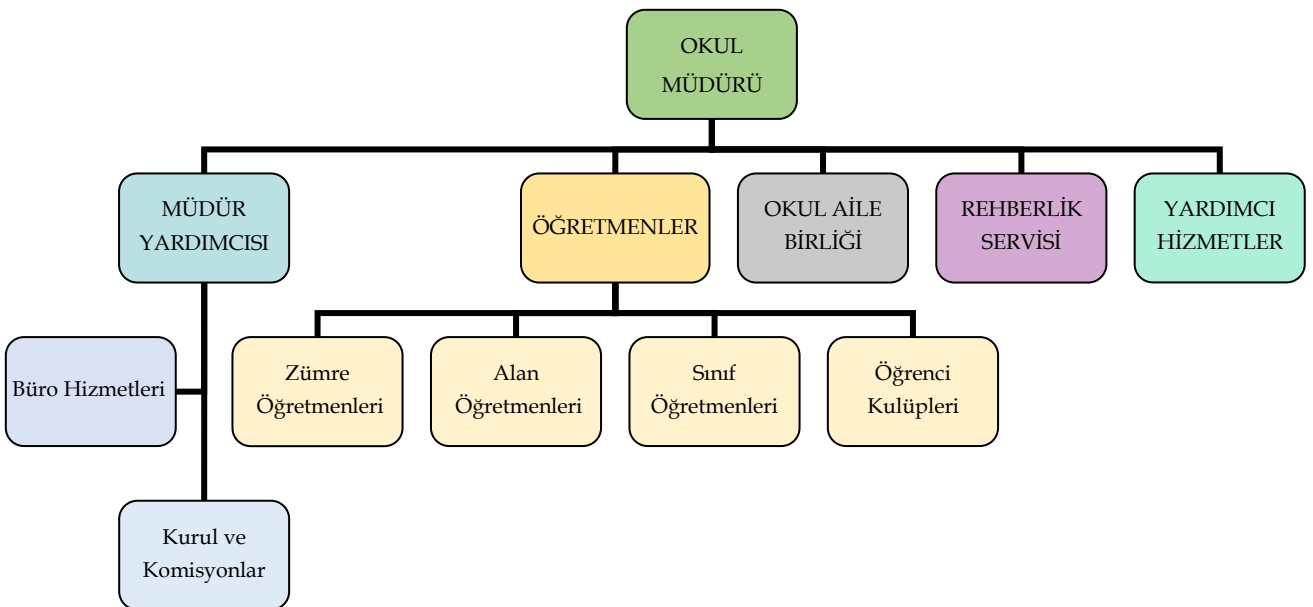 OKUL
MÜDÜRÜ
MÜDÜR
YARDIMCISI
ÖĞRETMENLER
OKUL AİLE
BİRLİĞİ
REHBERLİK
SERVİSİ
YARDIMCI
HİZMETLER
Büro Hizmetleri
Zümre
Öğretmenleri
Alan
Öğretmenleri
Sınıf
Öğretmenleri
Öğrenci
Kulüpleri
Kurul ve
Komisyonlar